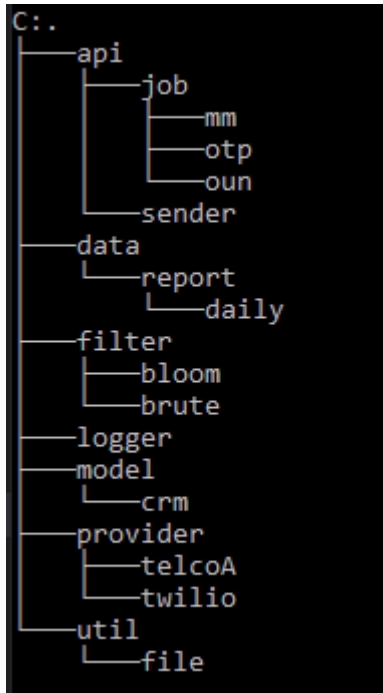 C:.
├───api
│   ├───job
│   │   ├───mm
│   │   ├───otp
│   │   └───oun
│   └───sender
├───data
│   └───report
│       └───daily
├───filter
│   ├───bloom
│   └───brute
├───logger
├───model
│   └───crm
├───provider
│   ├───telcoA
│   └───twilio
└───util
    └───file